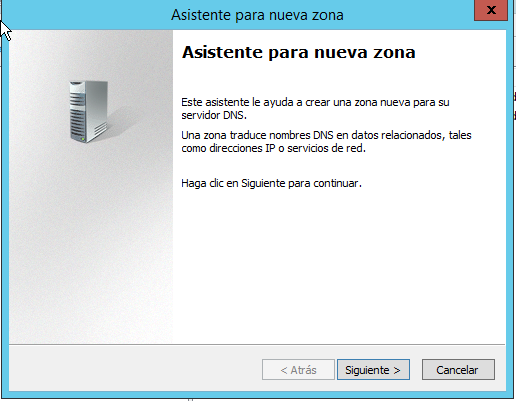 Asistente para nueva zona
x
Asistente para nueva zona
Este asistente le ayuda a crear una zona nueva para su
servidor DNS.
Una zona traduce nombres DNS en datos relacionados, tales
como direcciones IP o servicios de red.
Haga clic en Siguiente para continuar.
< Atrás
Siguiente >
Cancelar